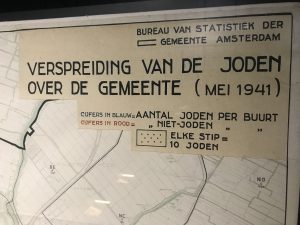 BUREAU VAN STATISTIEK DER
GEMEENTE AMSTERDAM
VERSPREIDING VAN DE JODEN
OVER DE GEMEENTE (MEI 1941)
CIJFERS IN BLAUW = AANTAL JODEN PER BUURT
CIJFERS IN ROOD = „ NIET-JODEN „ „
ELKE STIP =
10 JODEN